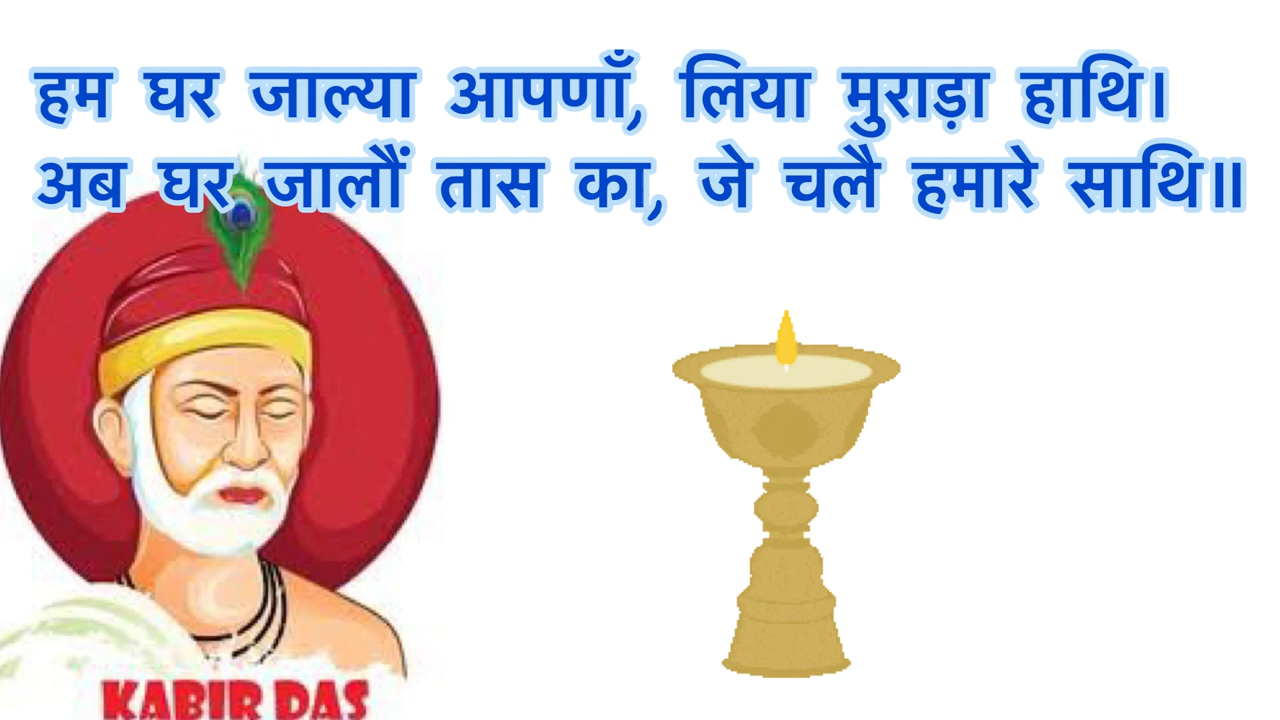 हम घर जाल्या आपणाँ, लिया मुराड़ा हाथि।
अब घर जालौं तास का, जे चलै हमारे साथि॥
KABIR DAS